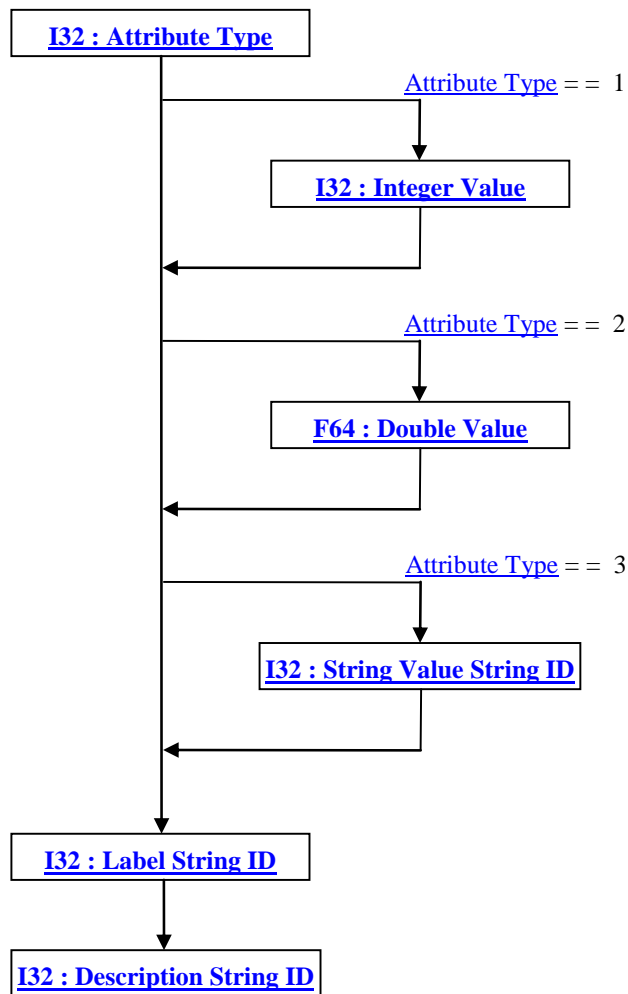 I32 : Attribute Type
Attribute Type = = 1
I32 : Integer Value
Attribute Type = = 2
F64 : Double Value
Attribute Type = = 3
I32 : String Value String ID
I32 : Label String ID
I32 : Description String ID